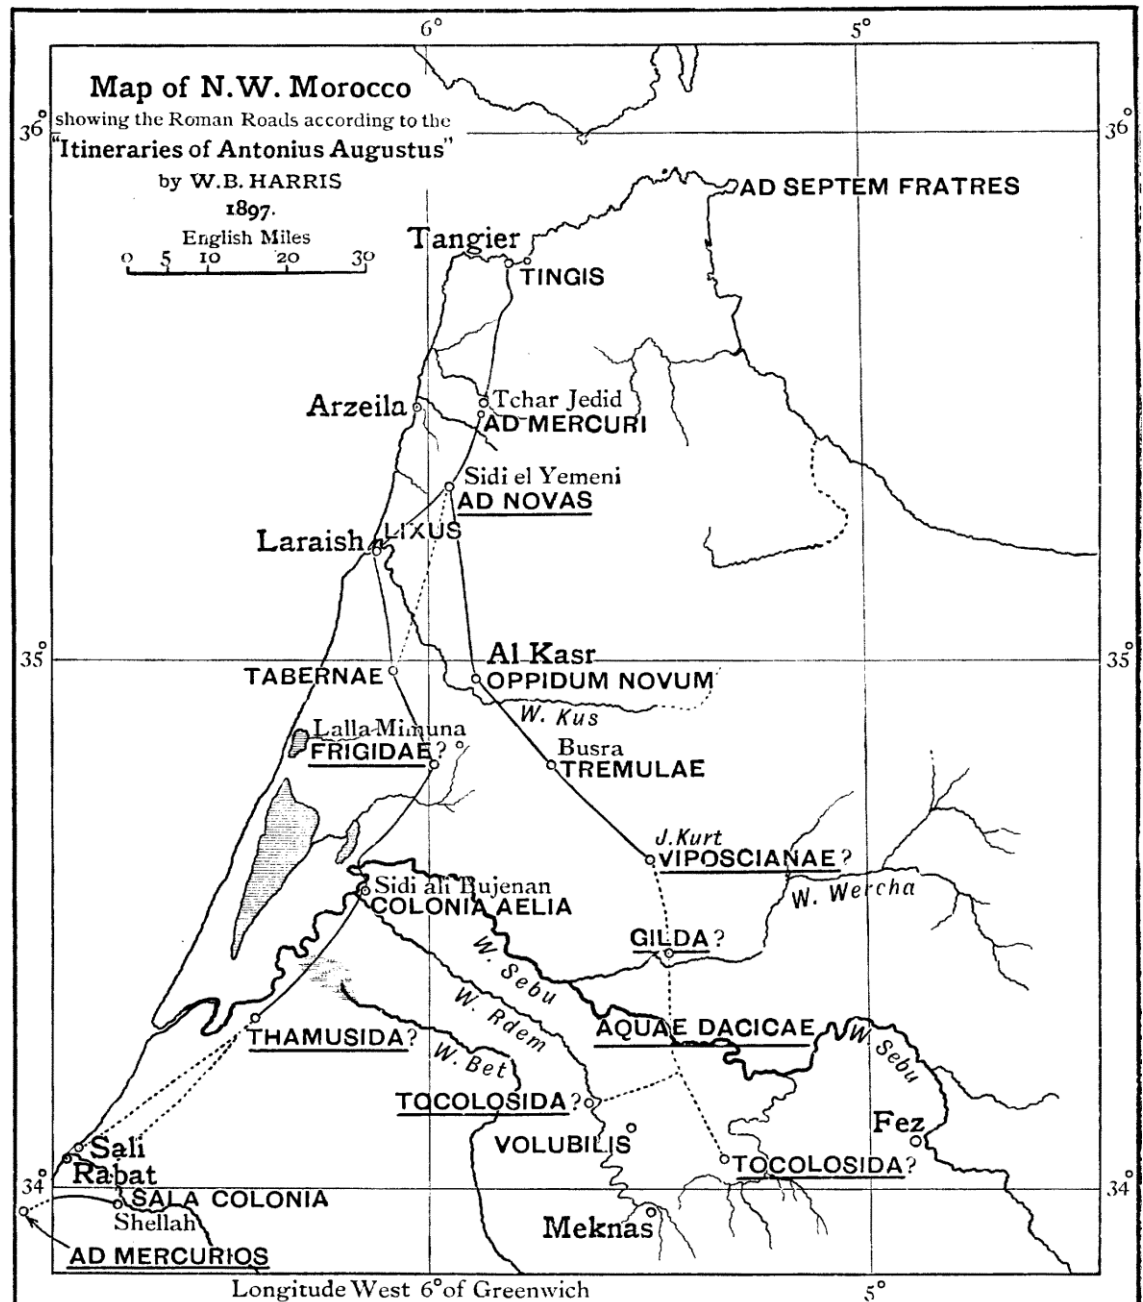 6° 5°
Map of N.W. Morocco
showing the Roman Roads according to the
"Itineraries of Antonius Augustus"
by W.B. HARRIS
1897.
English Miles
0 5 10 20 30
36° 36°
AD SEPTEM FRATRES
Tangier
TINGIS
Tchar Jedid
Arzeila
AD MERCURI
Sidi el Yemeni
AD NOVAS
LIXUS
Laraish
35° 35°
Al Kasr
TABERNAE
OPPIDUM NOVUM
W. Kus
Lalla Mimuna
FRIGIDAE?
Busra
TREMULAE
J. Kurt
VIPOSCIANAE?
Sidi ali Bujenan
W. Wercha
COLONIA AELIA
GILDA?
W. Sebu
W. Rdem
AQUAE DACICAE
THAMUSIDA?
W. Bet
W Sebu
TOCOLOSIDA?
Fez
VOLUBILIS
Sali
TOCOLOSIDA?
Rabat
34° 34
SALA COLONIA
Shellah
Meknas
AD MERCURIOS
Longitude West 6° of Greenwich 5°